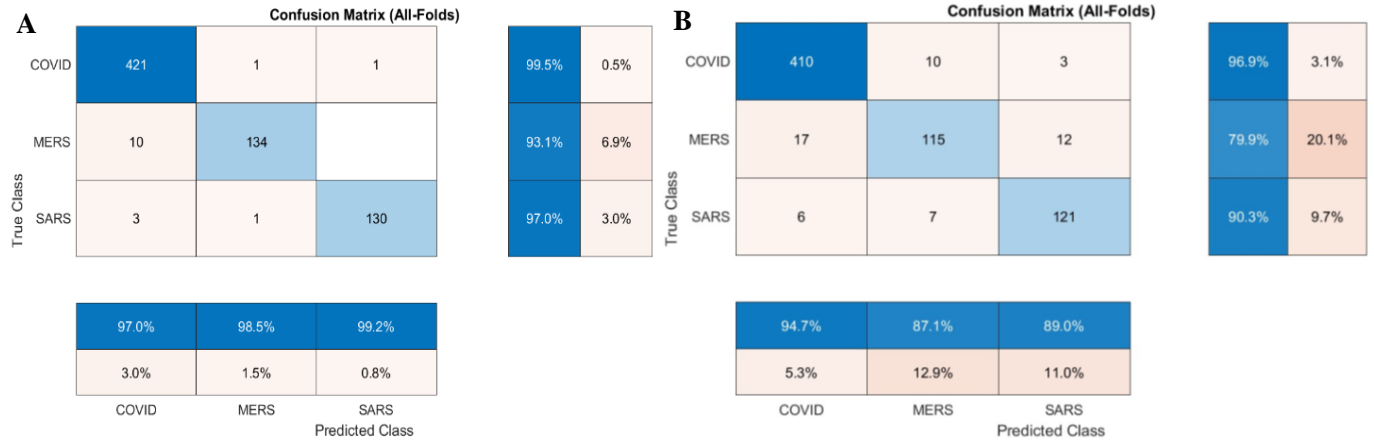 A
Confusion Matrix (All-Folds)
COVID 421 1 1 99.5% 0.5%
MERS 10 134 93.1% 6.9%
SARS 3 1 130 97.0% 3.0%
True Class
97.0% 98.5% 99.2%
3.0% 1.5% 0.8%
COVID MERS SARS
Predicted Class
B
Confusion Matrix (All-Folds)
COVID 410 10 3 96.9% 3.1%
MERS 17 115 12 79.9% 20.1%
SARS 6 7 121 90.3% 9.7%
True Class
94.7% 87.1% 89.0%
5.3% 12.9% 11.0%
COVID MERS SARS
Predicted Class